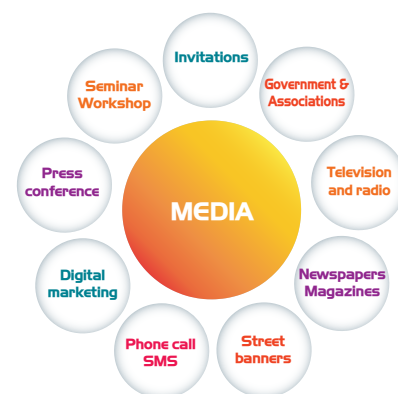 Invitations
Government &
Associations
Television
and radio
Newspapers
Magazines
Street
banners
Phone call
SMS
Digital
marketing
Press
conference
Seminar
Workshop
MEDIA